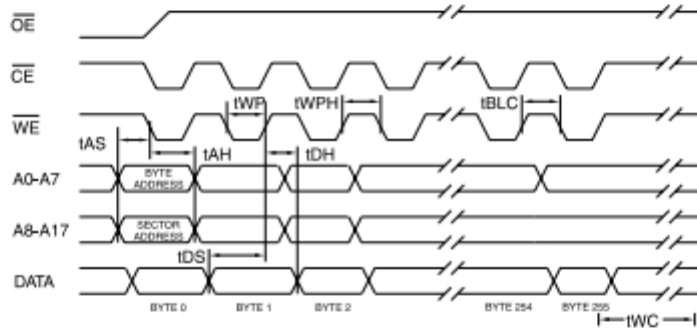 OE
CE
tWP tWPH tBLC
WE
tAS tAH tDH
A0-A7 BYTE ADDRESS
A8-A17 SECTOR ADDRESS
tDS
DATA
BYTE 0 BYTE 1 BYTE 2 BYTE 254 BYTE 255
tWC